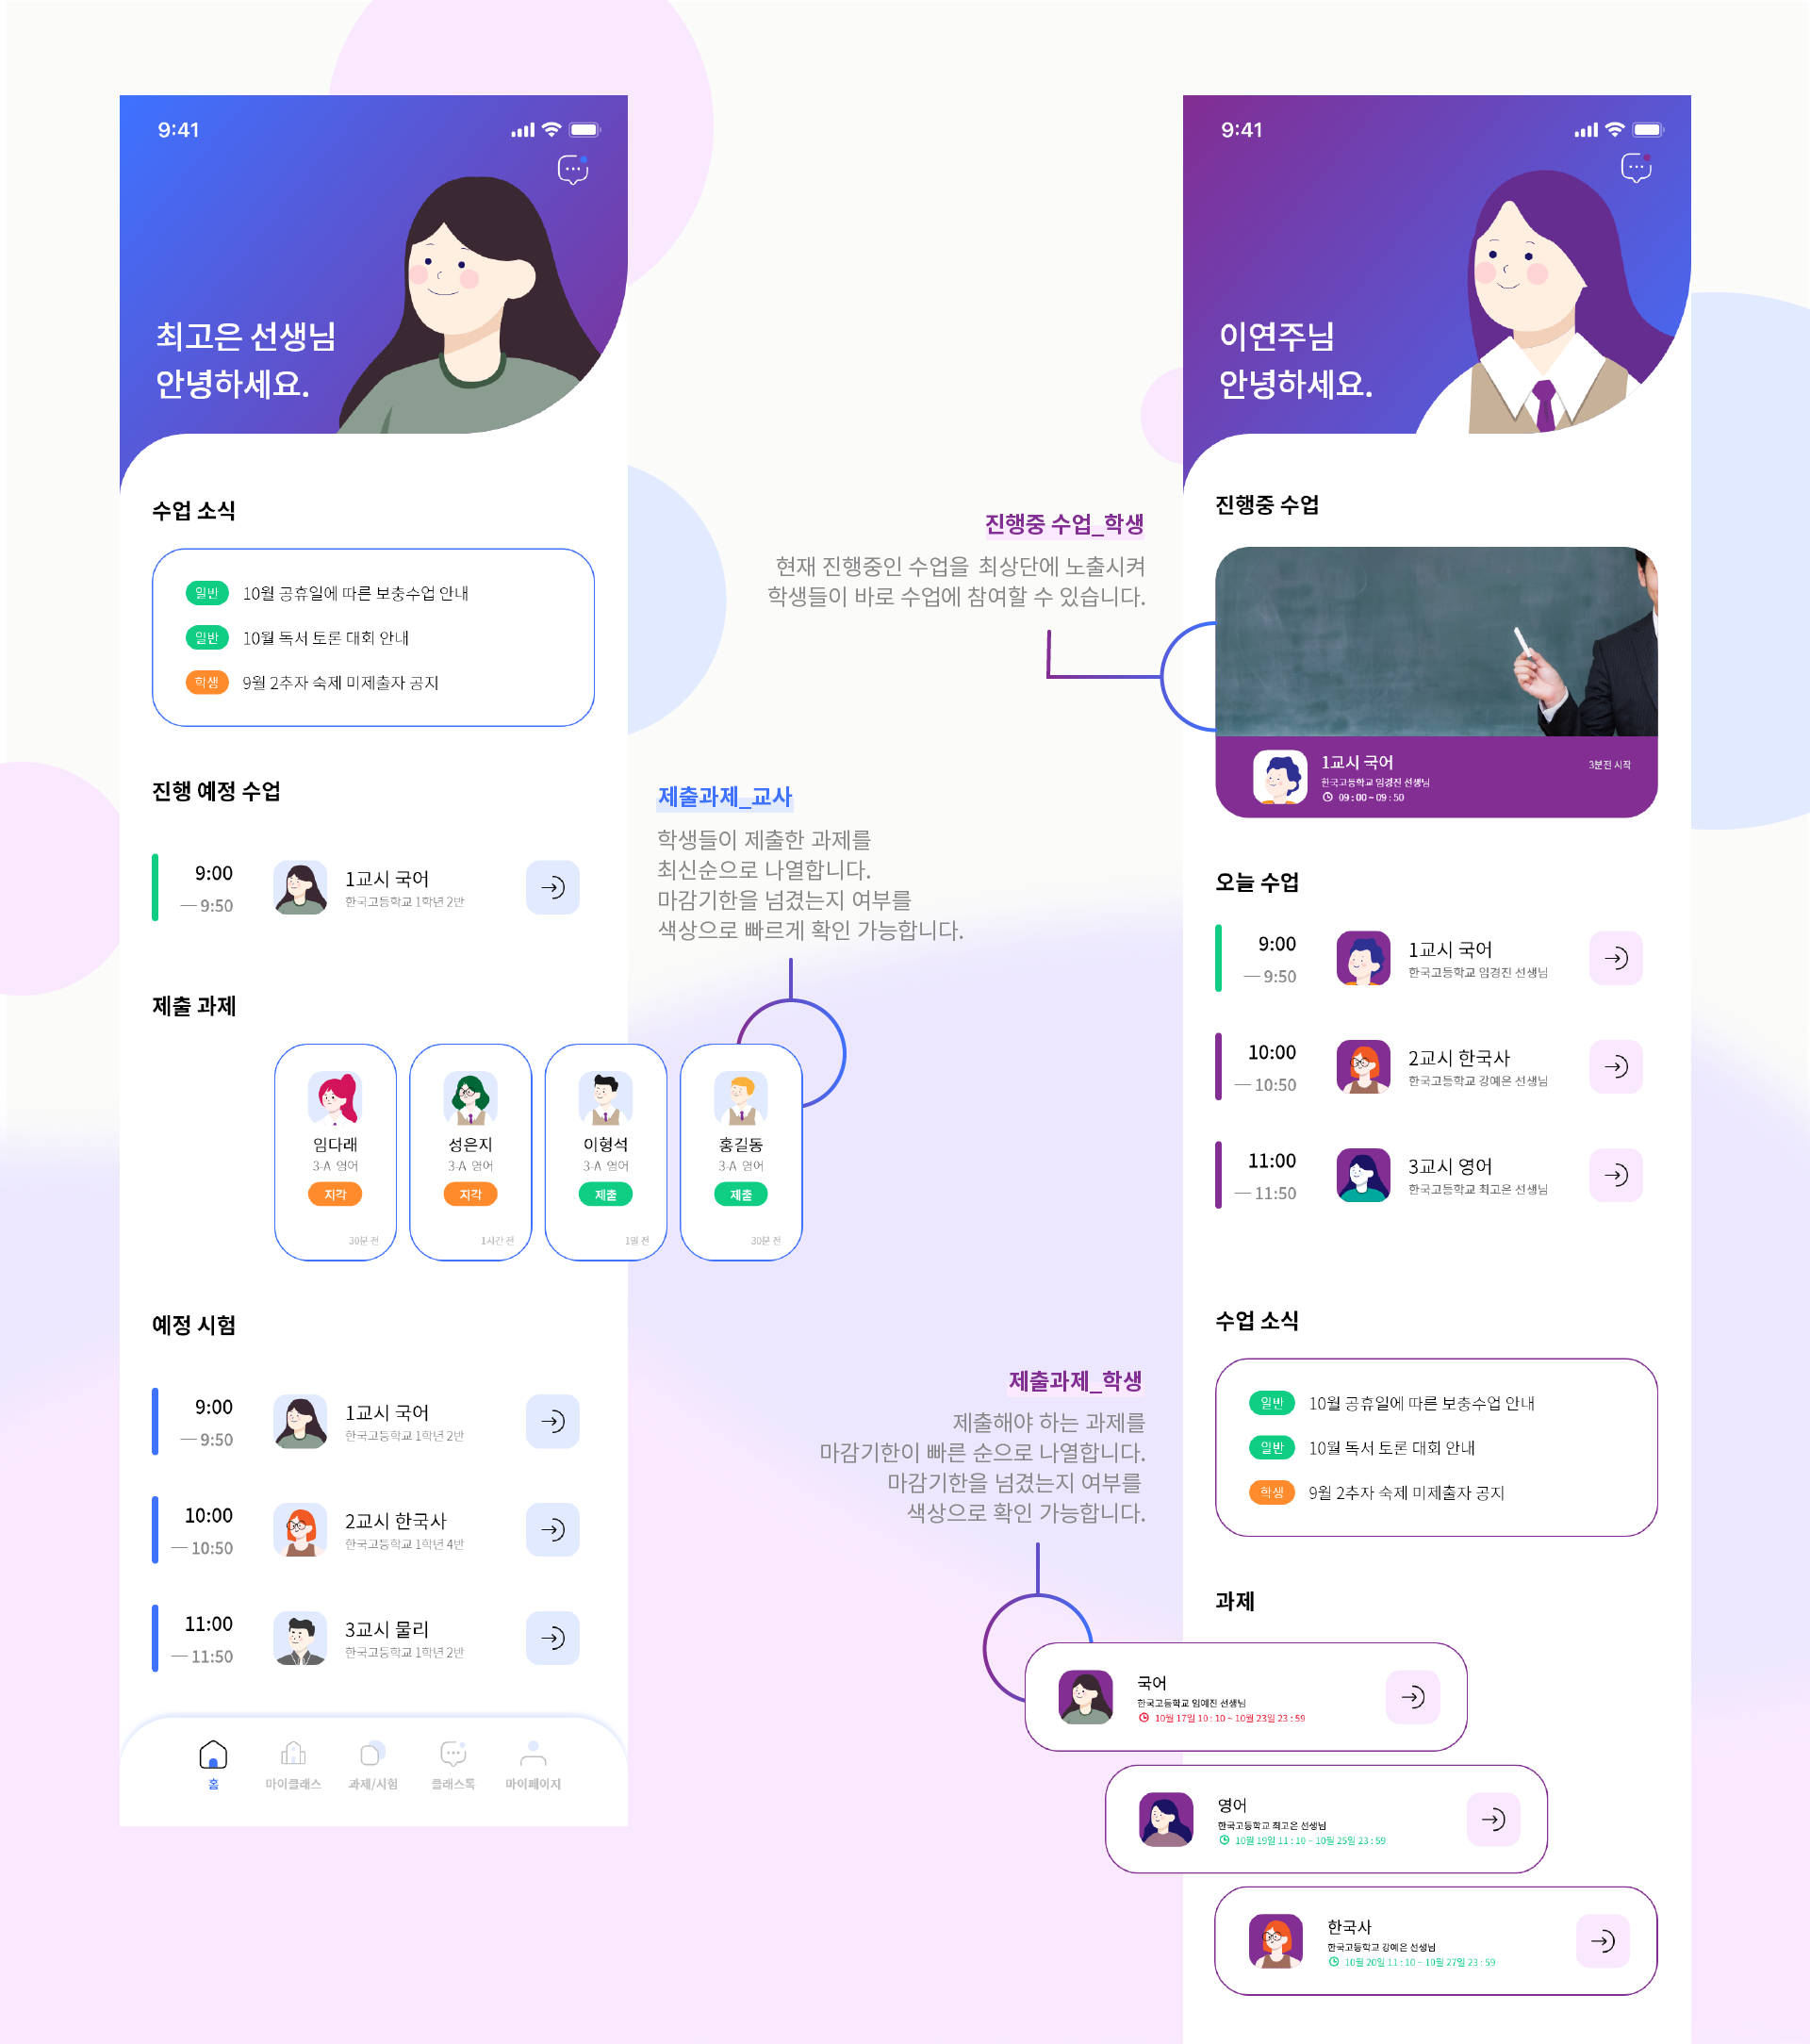 9:41
최고은 선생님
안녕하세요.
수업 소식
일반 10월 공휴일에 따른 보충수업 안내
일반 10월 독서 토론 대회 안내
학생 9월 2추자 숙제 미제출자 공지
진행 예정 수업
9:00
— 9:50
1교시 국어
한국고등학교 1학년 2반
제출 과제
임다래
3-A 영어
지각
30분 전
성은지
3-A 영어
지각
1시간 전
이형석
3-A 영어
제출
1일 전
홍길동
3-A 영어
제출
30분 전
예정 시험
9:00
— 9:50
1교시 국어
한국고등학교 1학년 2반
10:00
— 10:50
2교시 한국사
한국고등학교 1학년 4반
11:00
— 11:50
3교시 물리
한국고등학교 1학년 2반
홈
마이클래스
과제/시험
클래스톡
마이페이지
진행중 수업_학생
현재 진행중인 수업을 최상단에 노출시켜
학생들이 바로 수업에 참여할 수 있습니다.
제출과제_교사
학생들이 제출한 과제를
최신순으로 나열합니다.
마감기한을 넘겼는지 여부를
색상으로 빠르게 확인 가능합니다.
제출과제_학생
제출해야 하는 과제를
마감기한이 빠른 순으로 나열합니다.
마감기한을 넘겼는지 여부를
색상으로 확인 가능합니다.
9:41
이연주님
안녕하세요.
진행중 수업
1교시 국어
3분전 시작
한국고등학교 임경진 선생님
09 : 00 ~ 09 : 50
오늘 수업
9:00
— 9:50
1교시 국어
한국고등학교 임경진 선생님
10:00
— 10:50
2교시 한국사
한국고등학교 강예은 선생님
11:00
— 11:50
3교시 영어
한국고등학교 최고은 선생님
수업 소식
일반 10월 공휴일에 따른 보충수업 안내
일반 10월 독서 토론 대회 안내
학생 9월 2추자 숙제 미제출자 공지
과제
국어
한국고등학교 임예진 선생님
10월 17일 10 : 10 ~ 10월 23일 23 : 59
영어
한국고등학교 최고은 선생님
10월 19일 11 : 10 ~ 10월 25일 23 : 59
한국사
한국고등학교 강예은 선생님
10월 20일 11 : 10 ~ 10월 27일 23 : 59